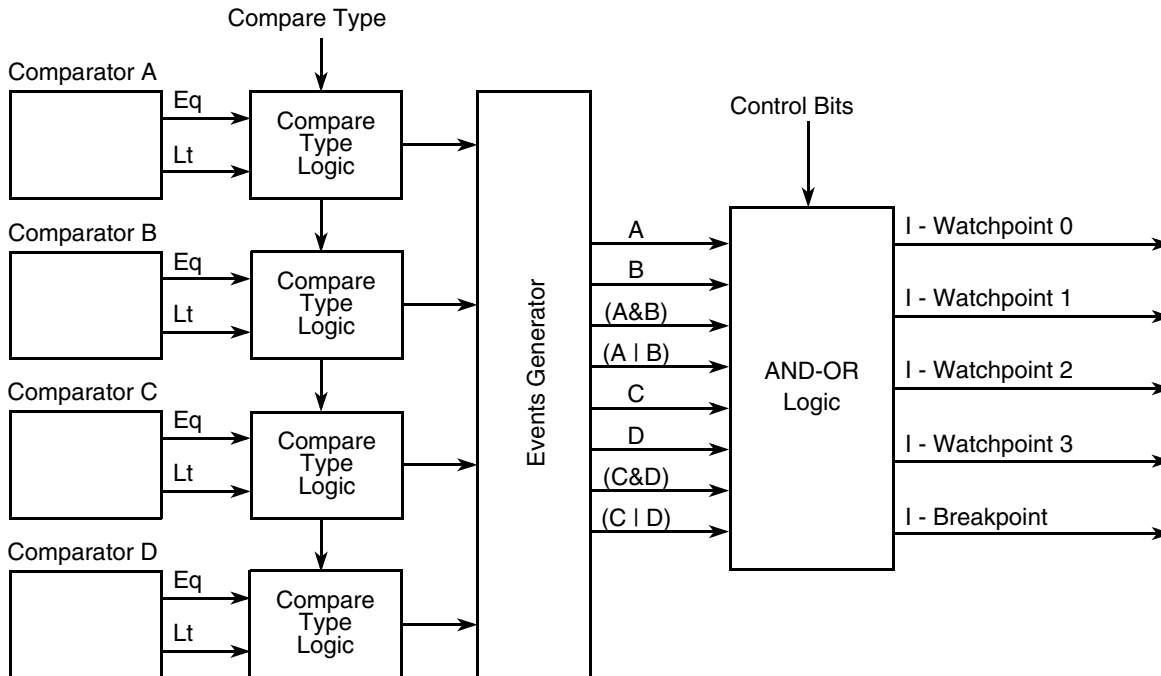 Compare Type
Comparator A
Eq
Lt
Compare
Type
Logic
Comparator B
Eq
Lt
Compare
Type
Logic
Comparator C
Eq
Lt
Compare
Type
Logic
Comparator D
Eq
Lt
Compare
Type
Logic
Events Generator
A
B
(A&B)
(A | B)
C
D
(C&D)
(C | D)
Control Bits
AND-OR
Logic
I - Watchpoint 0
I - Watchpoint 1
I - Watchpoint 2
I - Watchpoint 3
I - Breakpoint